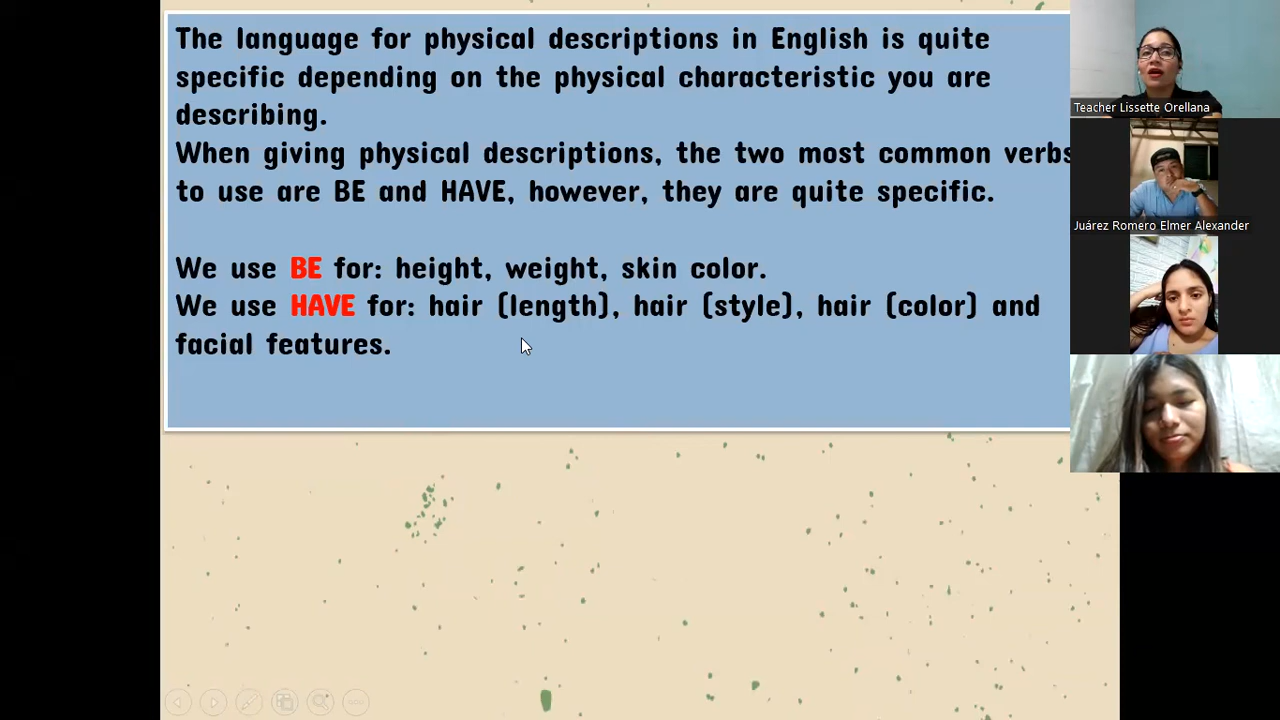 The language for physical descriptions in English is quite
specific depending on the physical characteristic you are
describing.
When giving physical descriptions, the two most common verbs
to use are BE and HAVE, however, they are quite specific.
We use BE for: height, weight, skin color.
We use HAVE for: hair (length), hair (style), hair (color) and
facial features.
Teacher Lissette Orellana
Juárez Romero Elmer Alexander